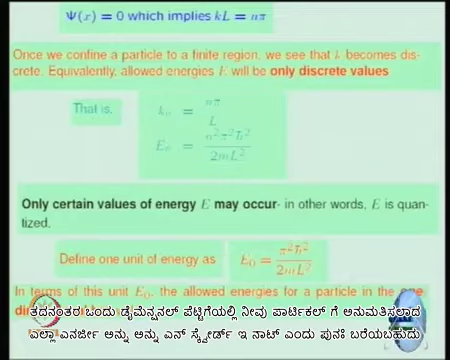 Ψ(x) = 0 which implies kL = nπ
Once we confine a particle to a finite region, we see that k becomes dis-
crete. Equivalently, allowed energies E will be only discrete values
That is,
kₙ = nπ / L
Eₙ = n²π²ħ² / 2mL²
Only certain values of energy E may occur- in other words, E is quan-
tized.
Define one unit of energy as E₀ = π²ħ² / 2mL²
In terms of this unit E₀, the allowed energies for a particle in the one
ತದನಂತರ ಒಂದು ಡೈಮೆನ್ಷನಲ್ ಪೆಟ್ಟಿಗೆಯಲ್ಲಿ ನೀವು ಪಾರ್ಟಿಕಲ್ ಗೆ ಅನುಮತಿಸಲಾದ
ಎಲ್ಲಾ ಎನರ್ಜಿ ಅನ್ನು ಅನ್ನು ಎನ್ ಸ್ಕ್ವೇರ್ಡ್ ಇ ನಾಟ್ ಎಂದು ಪುನಃ ಬರೆಯಬಹುದು